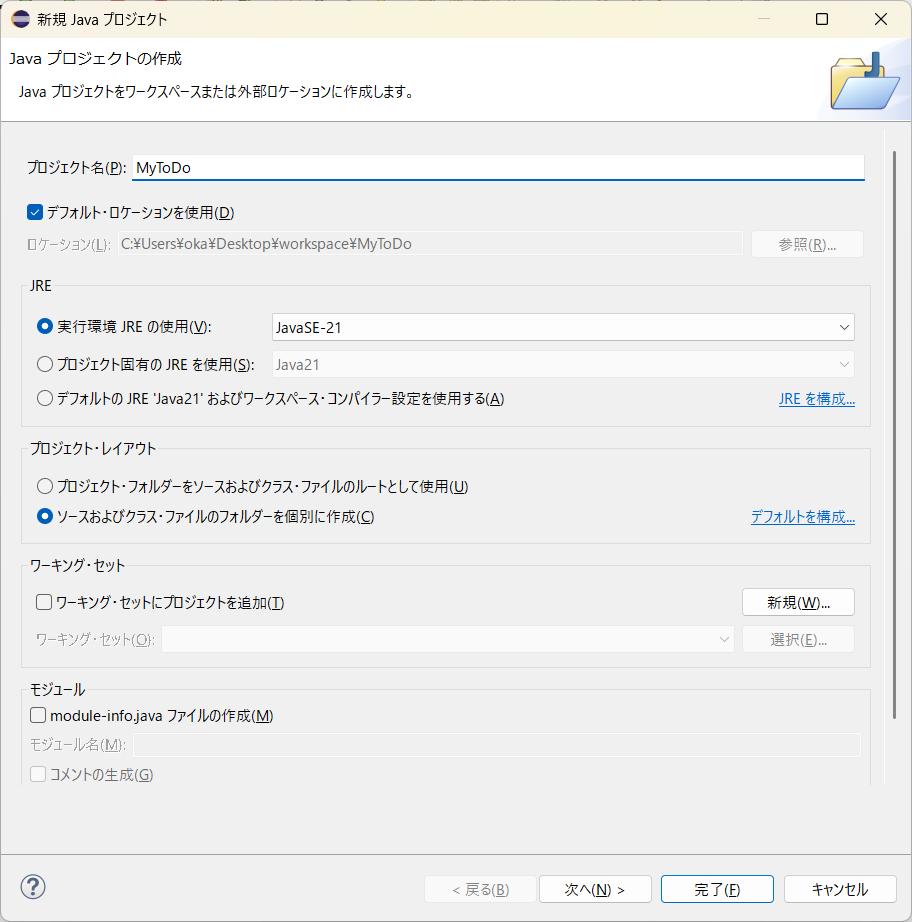 新規 Java プロジェクト
Java プロジェクトの作成
Java プロジェクトをワークスペースまたは外部ロケーションに作成します。
プロジェクト名(P): MyToDo
デフォルト・ロケーションを使用(D)
ロケーション(L): C:¥Users¥oka¥Desktop¥workspace¥MyToDo 参照(R)...
JRE
実行環境 JRE の使用(V): JavaSE-21
プロジェクト固有の JRE を使用(S): Java21
デフォルトの JRE 'Java21' およびワークスペース・コンパイラー設定を使用する(A) JRE を構成...
プロジェクト・レイアウト
プロジェクト・フォルダーをソースおよびクラス・ファイルのルートとして使用(U)
ソースおよびクラス・ファイルのフォルダーを個別に作成(C) デフォルトを構成...
ワーキング・セット
ワーキング・セットにプロジェクトを追加(T) 新規(W)...
ワーキング・セット(O): 選択(E)...
モジュール
module-info.java ファイルの作成(M)
モジュール名(M):
コメントの生成(G)
? < 戻る(B) 次へ(N) > 完了(F) キャンセル